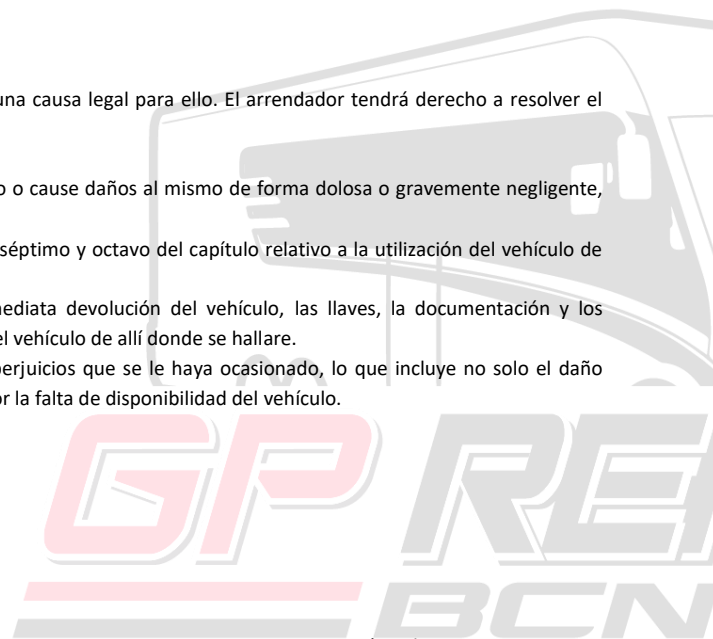 una causa legal para ello. El arrendador tendrá derecho a resolver el
o o cause daños al mismo de forma dolosa o gravemente negligente,
séptimo y octavo del capítulo relativo a la utilización del vehículo de
mediata devolución del vehículo, las llaves, la documentación y los
el vehículo de allí donde se hallare.
perjuicios que se le haya ocasionado, lo que incluye no solo el daño
or la falta de disponibilidad del vehículo.
GP RE
BCN